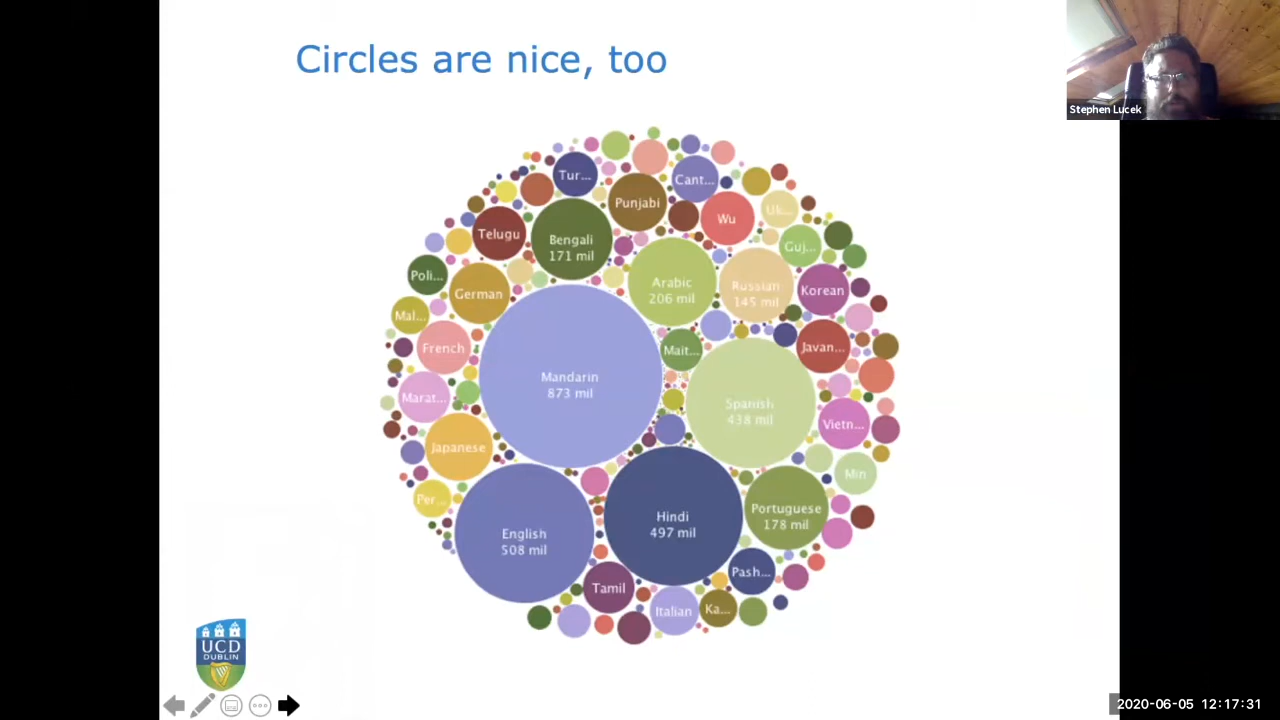 Circles are nice, too
Stephen Lucek
Tur...
Cant...
Punjabi
Wu
Uk...
Telugu
Bengali
171 mil
Guj...
Poli...
German
Arabic
206 mil
Russian
145 mil
Korean
Mal...
French
Mait...
Javan...
Mandarin
873 mil
Marat...
Spanish
438 mil
Vietn...
Japanese
Min
Per...
English
508 mil
Hindi
497 mil
Portuguese
178 mil
Pash...
Tamil
Italian
Ka...
UCD
DUBLIN
2020-06-05 12:17:31